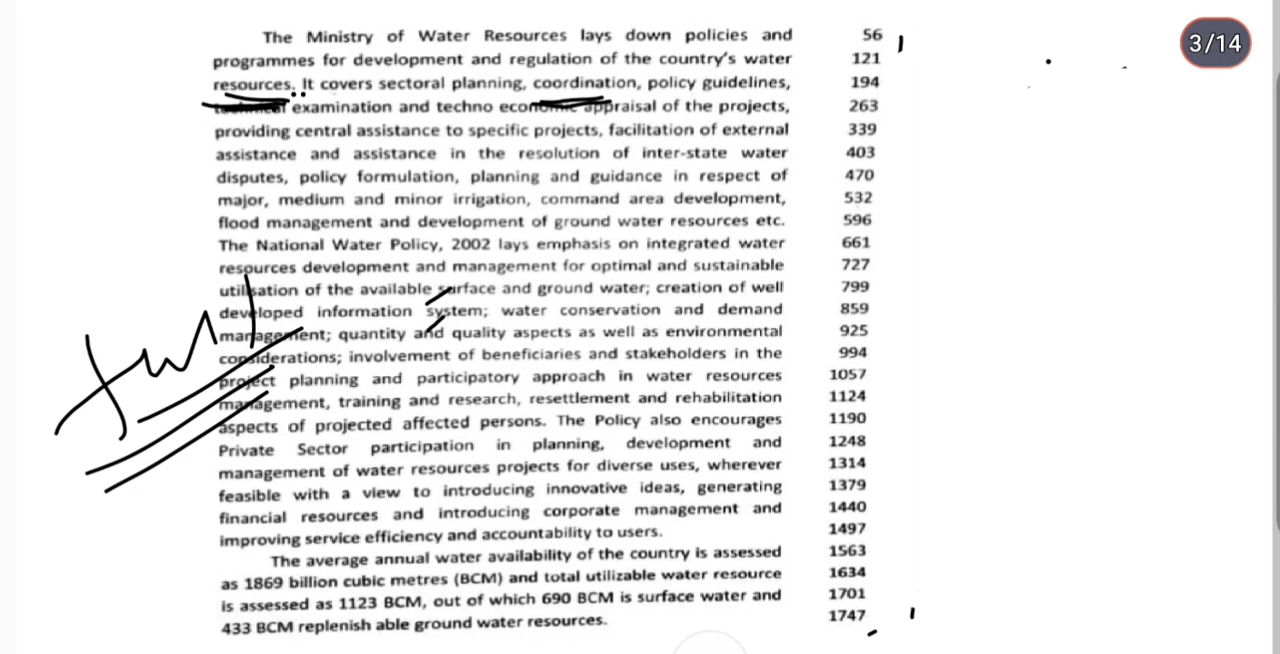 3/14
The Ministry of Water Resources lays down policies and 56
programmes for development and regulation of the country's water 121
resources. It covers sectoral planning, coordination, policy guidelines, 194
examination and techno economic appraisal of the projects, 263
providing central assistance to specific projects, facilitation of external 339
assistance and assistance in the resolution of inter-state water 403
disputes, policy formulation, planning and guidance in respect of 470
major, medium and minor irrigation, command area development, 532
flood management and development of ground water resources etc. 596
The National Water Policy, 2002 lays emphasis on integrated water 661
resources development and management for optimal and sustainable 727
utilisation of the available surface and ground water; creation of well 799
developed information system; water conservation and demand 859
management; quantity and quality aspects as well as environmental 925
considerations; involvement of beneficiaries and stakeholders in the 994
project planning and participatory approach in water resources 1057
management, training and research, resettlement and rehabilitation 1124
aspects of projected affected persons. The Policy also encourages 1190
Private Sector participation in planning, development and 1248
management of water resources projects for diverse uses, wherever 1314
feasible with a view to introducing innovative ideas, generating 1379
financial resources and introducing corporate management and 1440
improving service efficiency and accountability to users. 1497
The average annual water availability of the country is assessed 1563
as 1869 billion cubic metres (BCM) and total utilizable water resource 1634
is assessed as 1123 BCM, out of which 690 BCM is surface water and 1701
433 BCM replenish able ground water resources. 1747